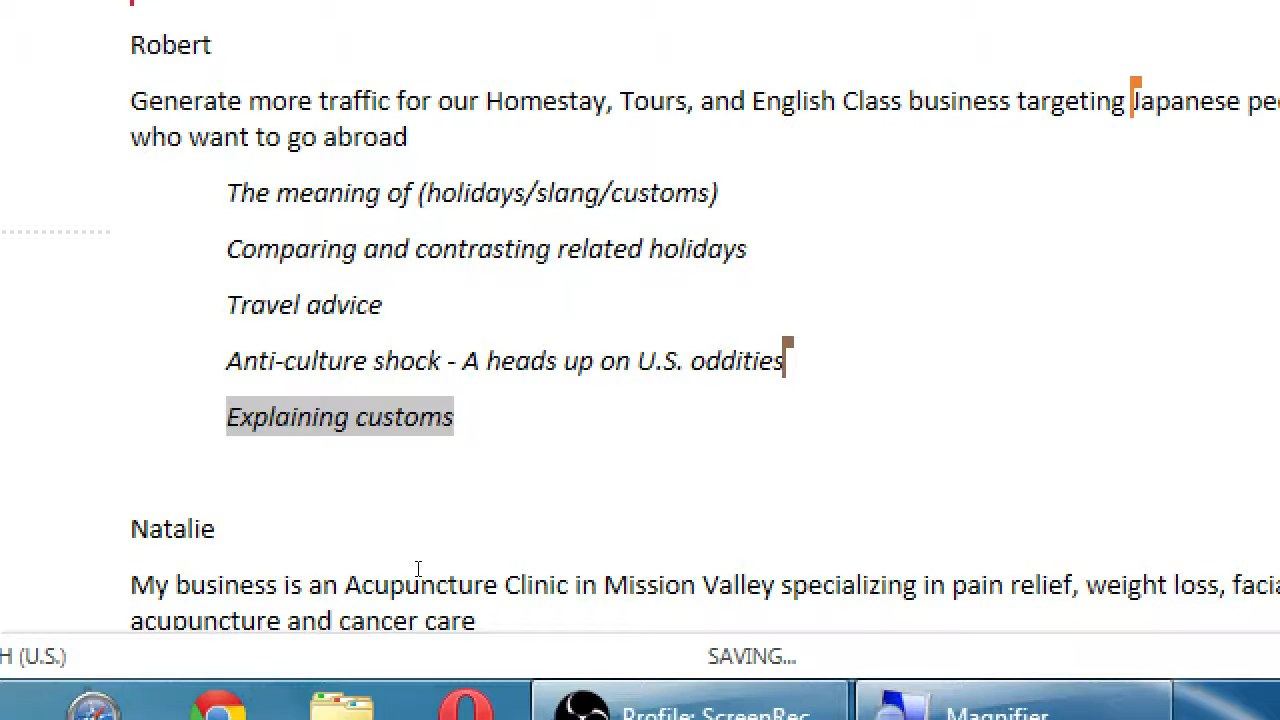 Robert
Generate more traffic for our Homestay, Tours, and English Class business targeting Japanese
who want to go abroad
The meaning of (holidays/slang/customs)
Comparing and contrasting related holidays
Travel advice
Anti-culture shock - A heads up on U.S. oddities
Explaining customs
Natalie
My business is an Acupuncture Clinic in Mission Valley specializing in pain relief, weight loss,
acupuncture and cancer care
H (U.S.)
SAVING...
Profile: ScreenRec
Magnifier